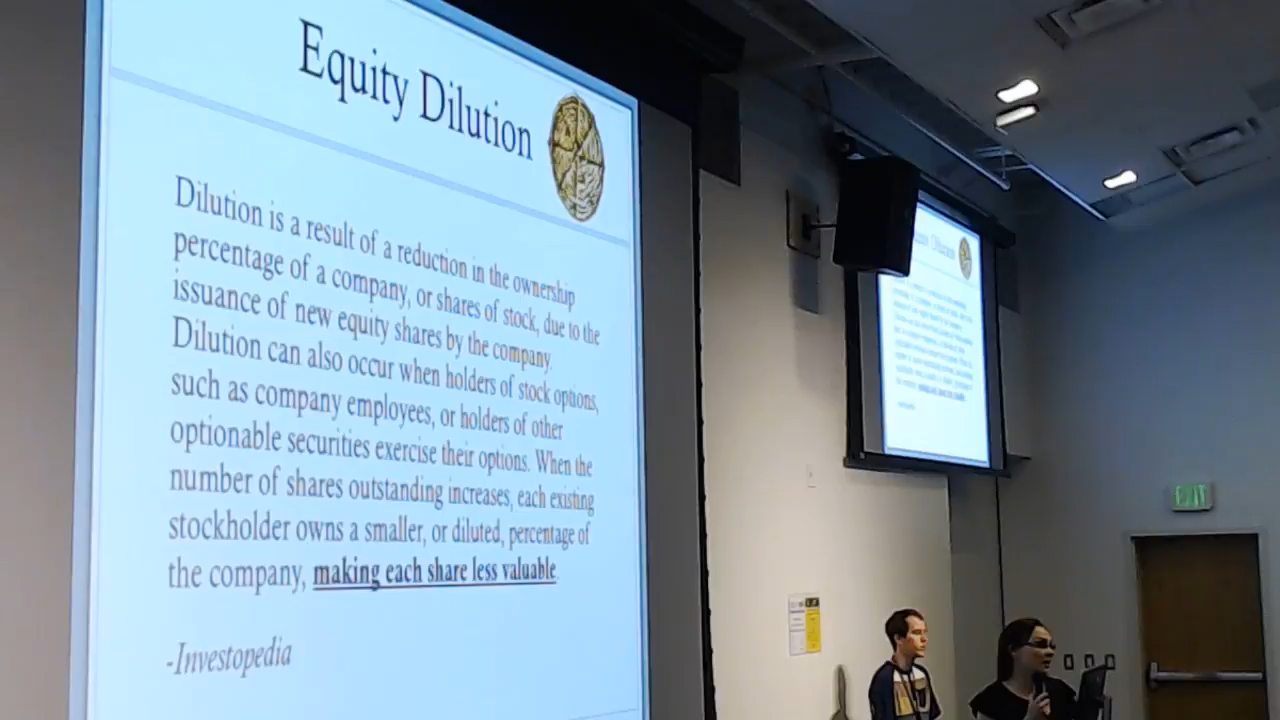 Equity Dilution
Dilution is a result of a reduction in the ownership
percentage of a company, or shares of stock, due to the
issuance of new equity shares by the company.
Dilution can also occur when holders of stock options,
such as company employees, or holders of other
optionable securities exercise their options. When the
number of shares outstanding increases, each existing
stockholder owns a smaller, or diluted, percentage of
the company, making each share less valuable.
-Investopedia
Dilution
EXIT